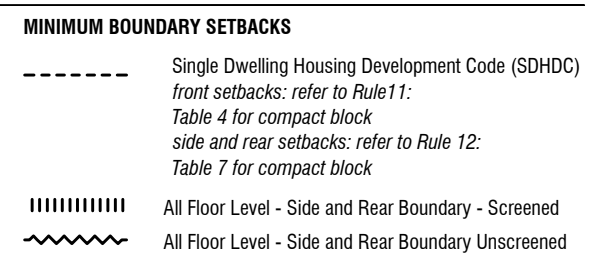 MINIMUM BOUNDARY SETBACKS
Single Dwelling Housing Development Code (SDHDC)
front setbacks: refer to Rule11:
Table 4 for compact block
side and rear setbacks: refer to Rule 12:
Table 7 for compact block
All Floor Level - Side and Rear Boundary - Screened
All Floor Level - Side and Rear Boundary Unscreened